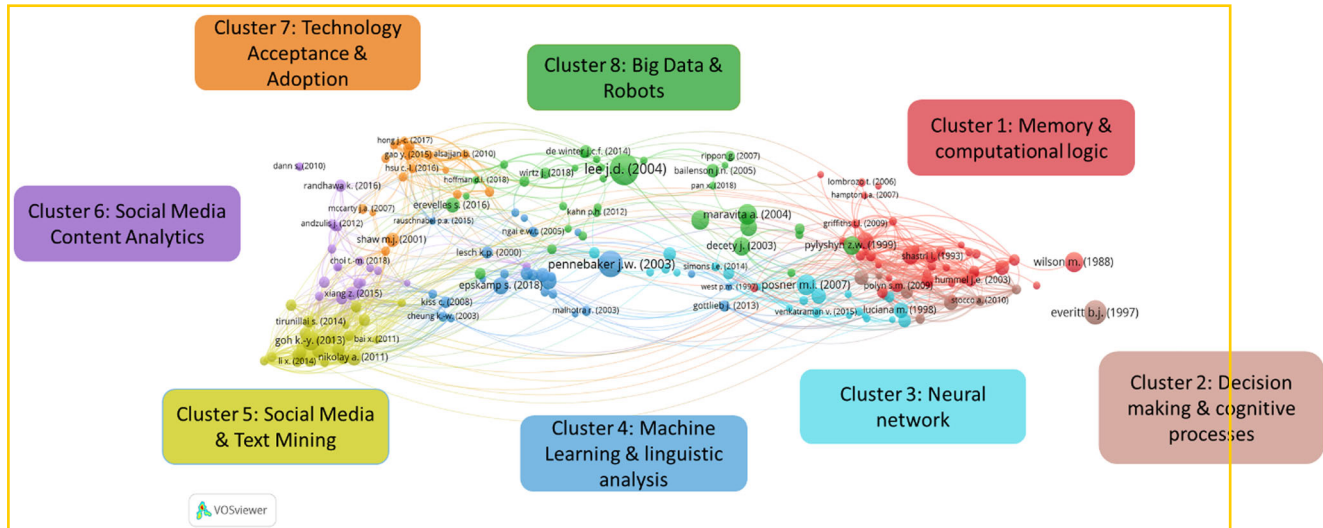 Cluster 7: Technology
Acceptance &
Adoption
Cluster 8: Big Data &
Robots
Cluster 1: Memory &
computational logic
Cluster 6: Social Media
Content Analytics
hong j.-c. (2017)
gao y. (2015)
alsajjan b. (2010)
hsu c.-l. (2016)
dann s. (2010)
randhawa k. (2016)
mccarty j.a. (2007)
andzulis j. (2012)
shaw m.j. (2001)
choi t.-m. (2018)
xiang z. (2015)
de winter j.c.f. (2014)
lee j.d. (2004)
wirtz j. (2018)
hoffman d.l. (2018)
erevelles s. (2016)
rauschnabel p.a. (2015)
kahn p.h. (2012)
ngai e.w.t. (2005)
lesch k.p. (2000)
pennebaker j.w. (2003)
epskamp s. (2018)
kiss c. (2008)
cheung k.-w. (2003)
malhotra r. (2003)
rippon g. (2007)
bailenson j.n. (2005)
pan x. (2018)
maravita a. (2004)
decety j. (2003)
simons l.e. (2014)
west p.m. (1997)
posner m.i. (2007)
gottlieb j. (2013)
venkatraman v. (2015)
luciana m. (1998)
lombrozo t. (2006)
hampton j.a. (2007)
griffiths t.l. (2009)
pylyshyn z.w. (1999)
shastri l. (1993)
polyn s.m. (2009)
hummel j.e. (2003)
stocco a. (2010)
wilson m. (1988)
everitt b.j. (1997)
tirunillai s. (2014)
goh k.-y. (2013)
bai x. (2011)
li x. (2014)
nikolay a. (2011)
Cluster 5: Social Media
& Text Mining
Cluster 4: Machine
Learning & linguistic
analysis
Cluster 3: Neural
network
Cluster 2: Decision
making & cognitive
processes
VOSviewer